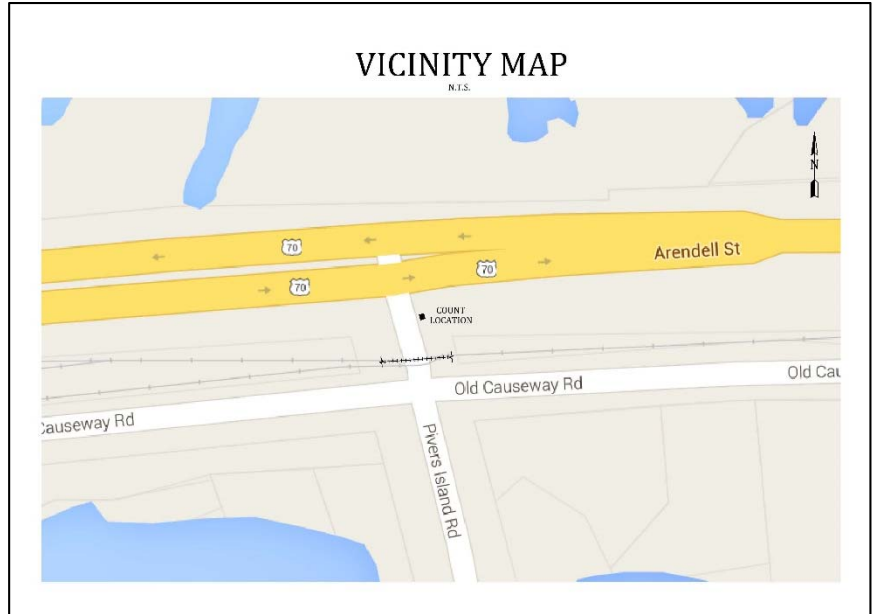 VICINITY MAP
N.T.S.
N
70
Arendell St
70
70
COUNT
LOCATION
Old Causeway Rd
Old Cau
Causeway Rd
Pivers Island Rd